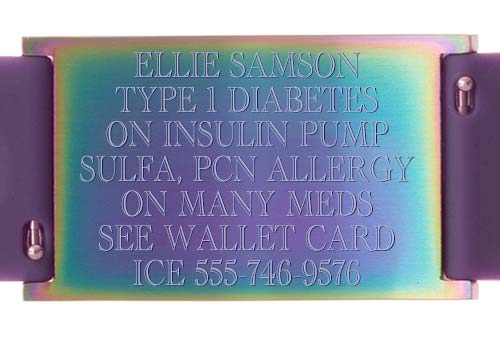 ELLIE SAMSON
TYPE 1 DIABETES
ON INSULIN PUMP
SULFA, PCN ALLERGY
ON MANY MEDS
SEE WALLET CARD
ICE 555-746-9576